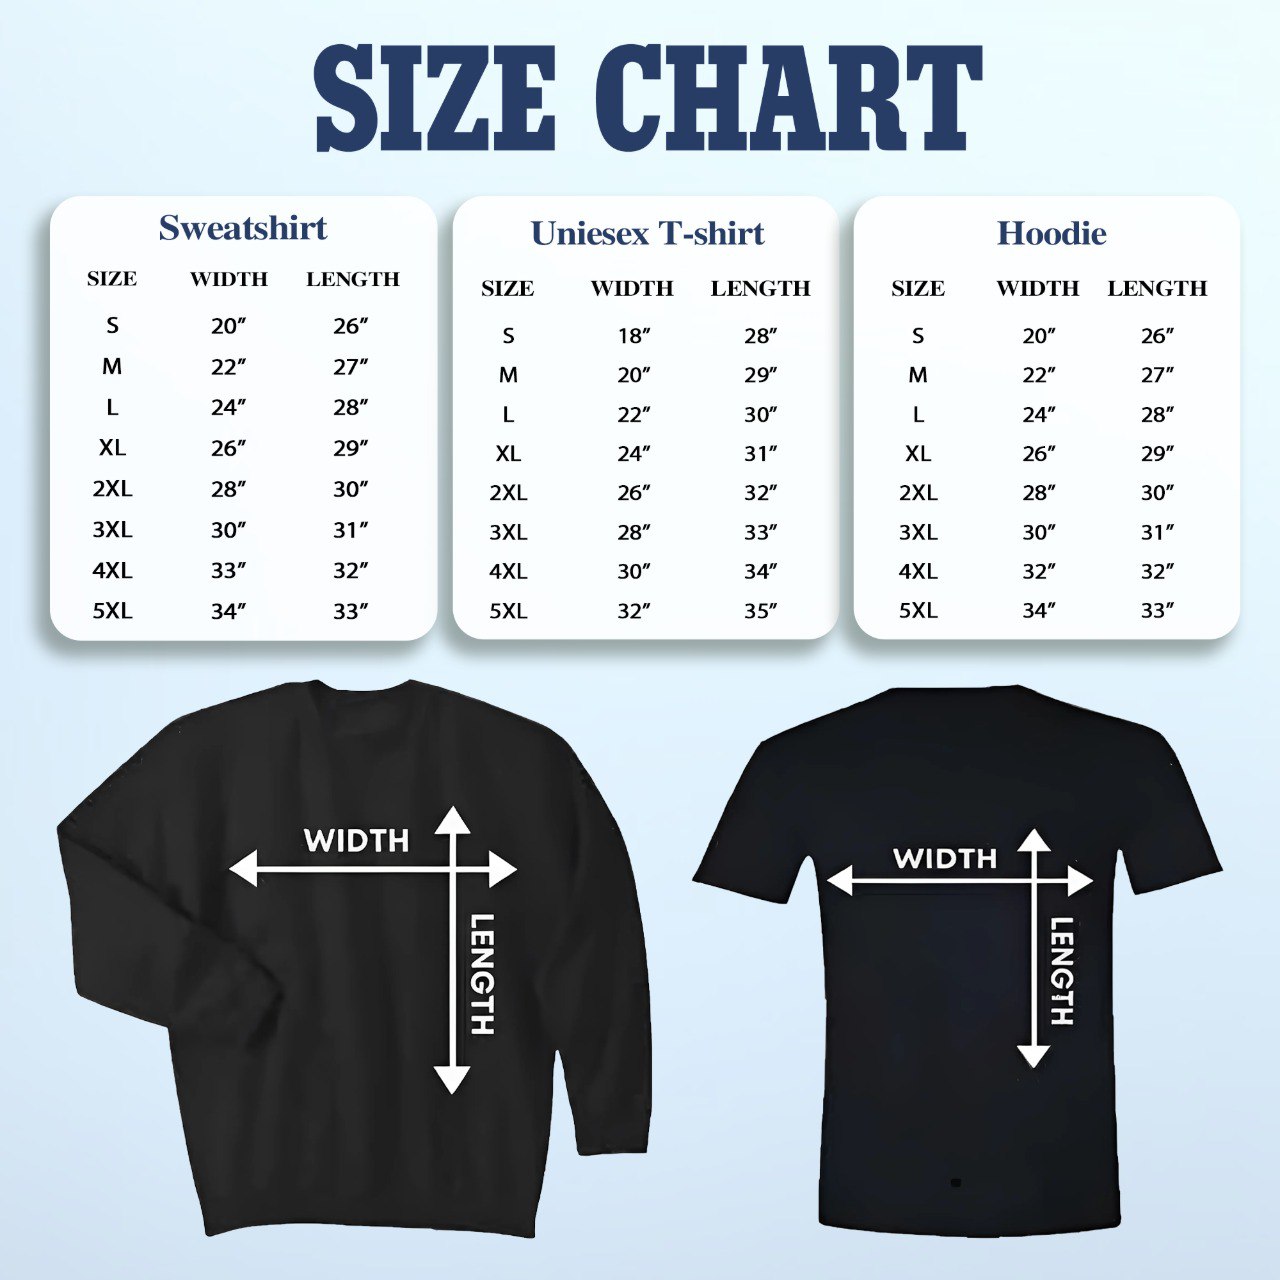 SIZE CHART
Sweatshirt
SIZE WIDTH LENGTH
S 20” 26”
M 22” 27”
L 24” 28”
XL 26” 29”
2XL 28” 30”
3XL 30” 31”
4XL 33” 32”
5XL 34” 33”
Uniesex T-shirt
SIZE WIDTH LENGTH
S 18” 28”
M 20” 29”
L 22” 30”
XL 24” 31”
2XL 26” 32”
3XL 28” 33”
4XL 30” 34”
5XL 32” 35”
Hoodie
SIZE WIDTH LENGTH
S 20” 26”
M 22” 27”
L 24” 28”
XL 26” 29”
2XL 28” 30”
3XL 30” 31”
4XL 32” 32”
5XL 34” 33”
WIDTH
LENGTH
WIDTH
LENGTH